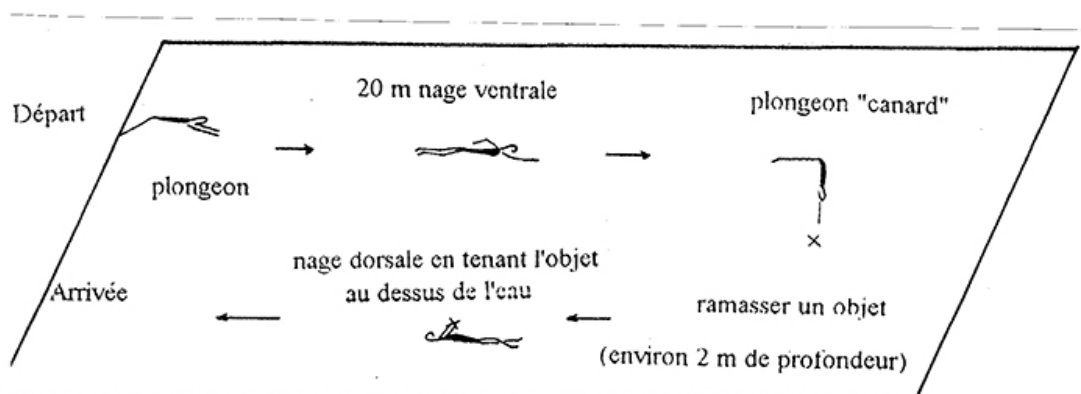 20 m nage ventrale
plongeon "canard"
Départ
plongeon
nage dorsale en tenant l'objet
au dessus de l'eau
Arrivée
ramasser un objet
(environ 2 m de profondeur)